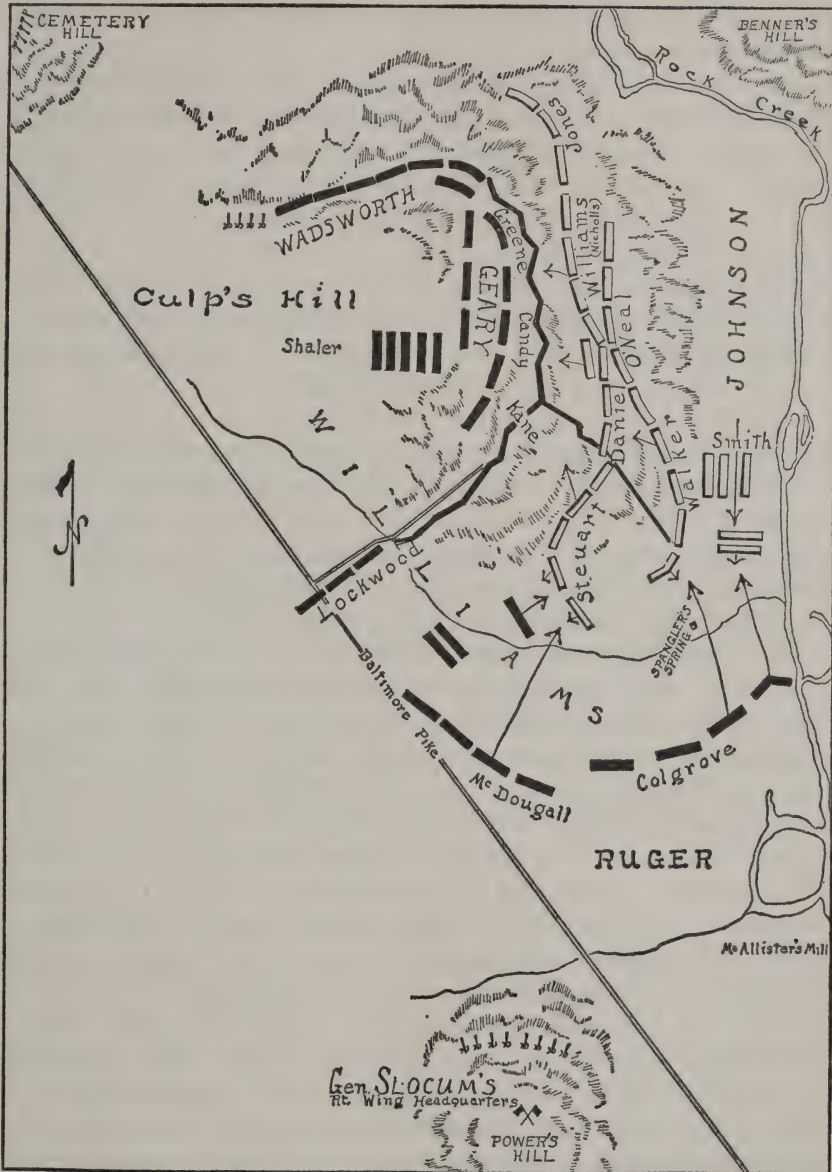 CEMETERY
HILL
BENNER'S
HILL
Rock Creek
Jones
WADSWORTH
Greene
Williams
(Nicholls)
Culp's Hill
GEARY
JOHNSON
Shaler
Candy
O'Neal
Kane
Daniel
Walker
Smith
WILLIAMS
N
Steuart
Lockwood
SPANGLER'S
SPRING
Baltimore Pike
McDougall
Colgrove
RUGER
McAllister's Mill
Gen. SLOCUM'S
Rt. Wing Headquarters
POWER'S
HILL